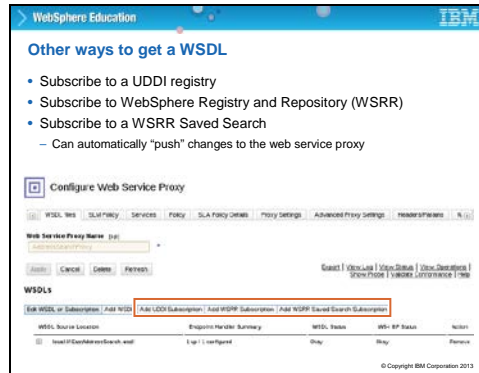 WebSphere Education
IBM
Other ways to get a WSDL
• Subscribe to a UDDI registry
• Subscribe to WebSphere Registry and Repository (WSRR)
• Subscribe to a WSRR Saved Search
– Can automatically “push” changes to the web service proxy
Configure Web Service Proxy
WSDL files SLM Policy Services Policy SLA Policy Details Proxy Settings Advanced Proxy Settings Headers/Params
Web Service Proxy Name
AddressSearchProxy *
Apply Cancel Delete Refresh
Export | View Log | View Status | View Operations |
Show Probe | Validate Conformance | Help
WSDLs
Edit WSDL or Subscription Add WSDL Add UDDI Subscription Add WSRR Subscription Add WSRR Saved Search Subscription
WSDL Source Location Endpoint Handler Summary WSDL Status WS-I BP Status Action
local:///EastAddressSearch.wsdl 1 up / 1 configured Okay Okay Remove
© Copyright IBM Corporation 2013